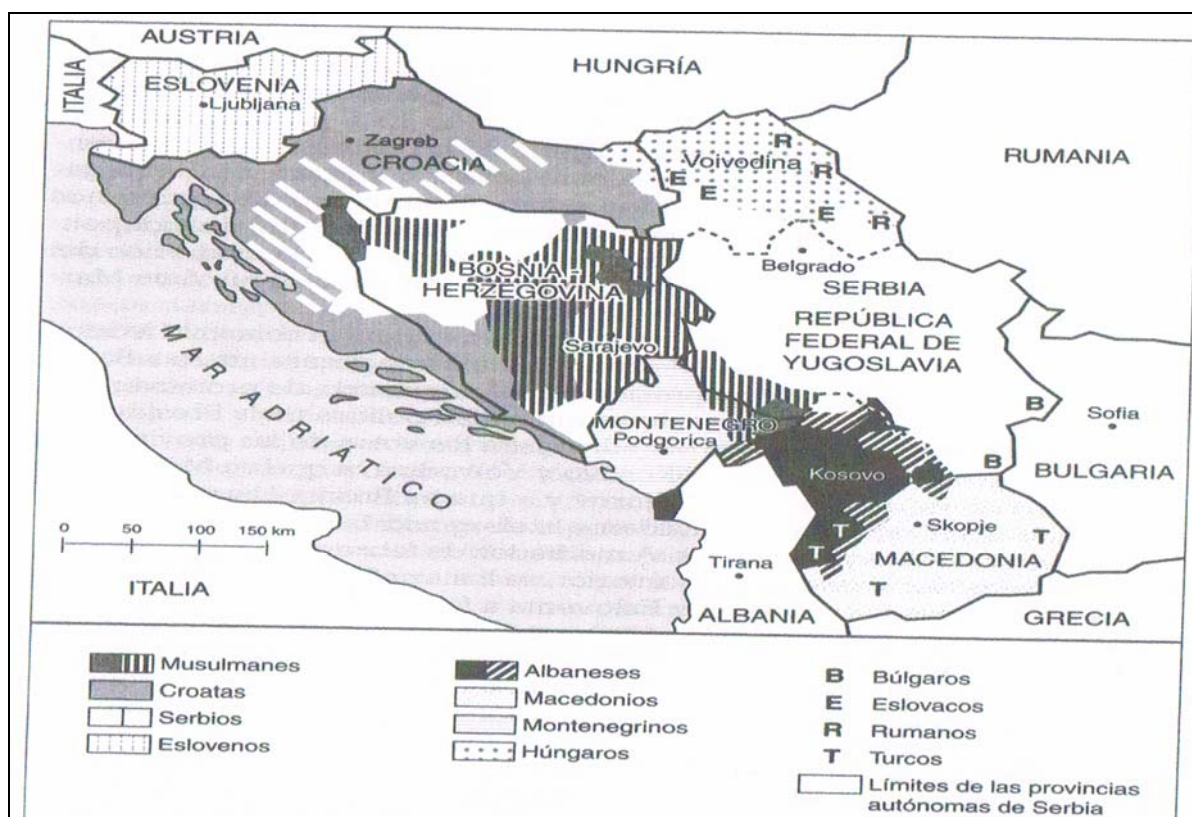 AUSTRIA
HUNGRÍA
ITALIA
ESLOVENIA
Ljubljana
Zagreb
CROACIA
Voivodína
R
R
E
E
E
R
RUMANIA
Belgrado
BOSNIA -
HERZEGOVINA
SERBIA
REPÚBLICA
FEDERAL DE
YUGOSLAVIA
Sarajevo
MAR ADRIÁTICO
MONTENEGRO
Podgorica
Kosovo
B
B
Sofia
BULGARIA
0 50 100 150 km
T
T
T
T
Skopje
MACEDONIA
Tirana
ITALIA
ALBANIA
GRECIA
Musulmanes
Croatas
Serbios
Eslovenos
Albaneses
Macedonios
Montenegrinos
Húngaros
B Búlgaros
E Eslovacos
R Rumanos
T Turcos
Límites de las provincias
autónomas de Serbia